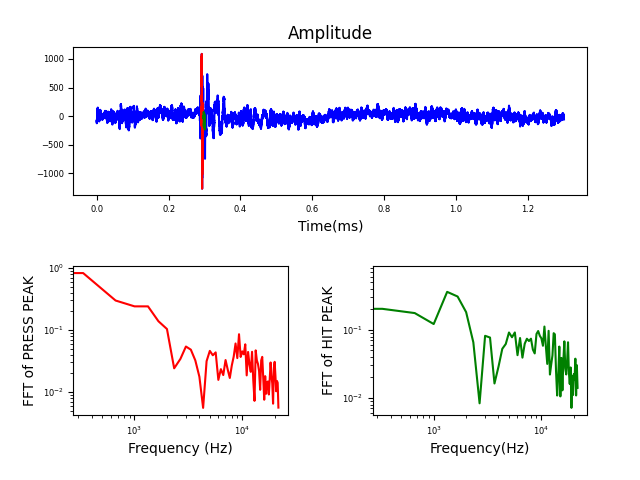 Amplitude
1000
500
0
−500
−1000
0.0 0.2 0.4 0.6 0.8 1.0 1.2
Time(ms)
FFT of PRESS PEAK
10⁰
10⁻¹
10⁻²
10³ 10⁴
Frequency (Hz)
FFT of HIT PEAK
10⁻¹
10⁻²
10³ 10⁴
Frequency(Hz)